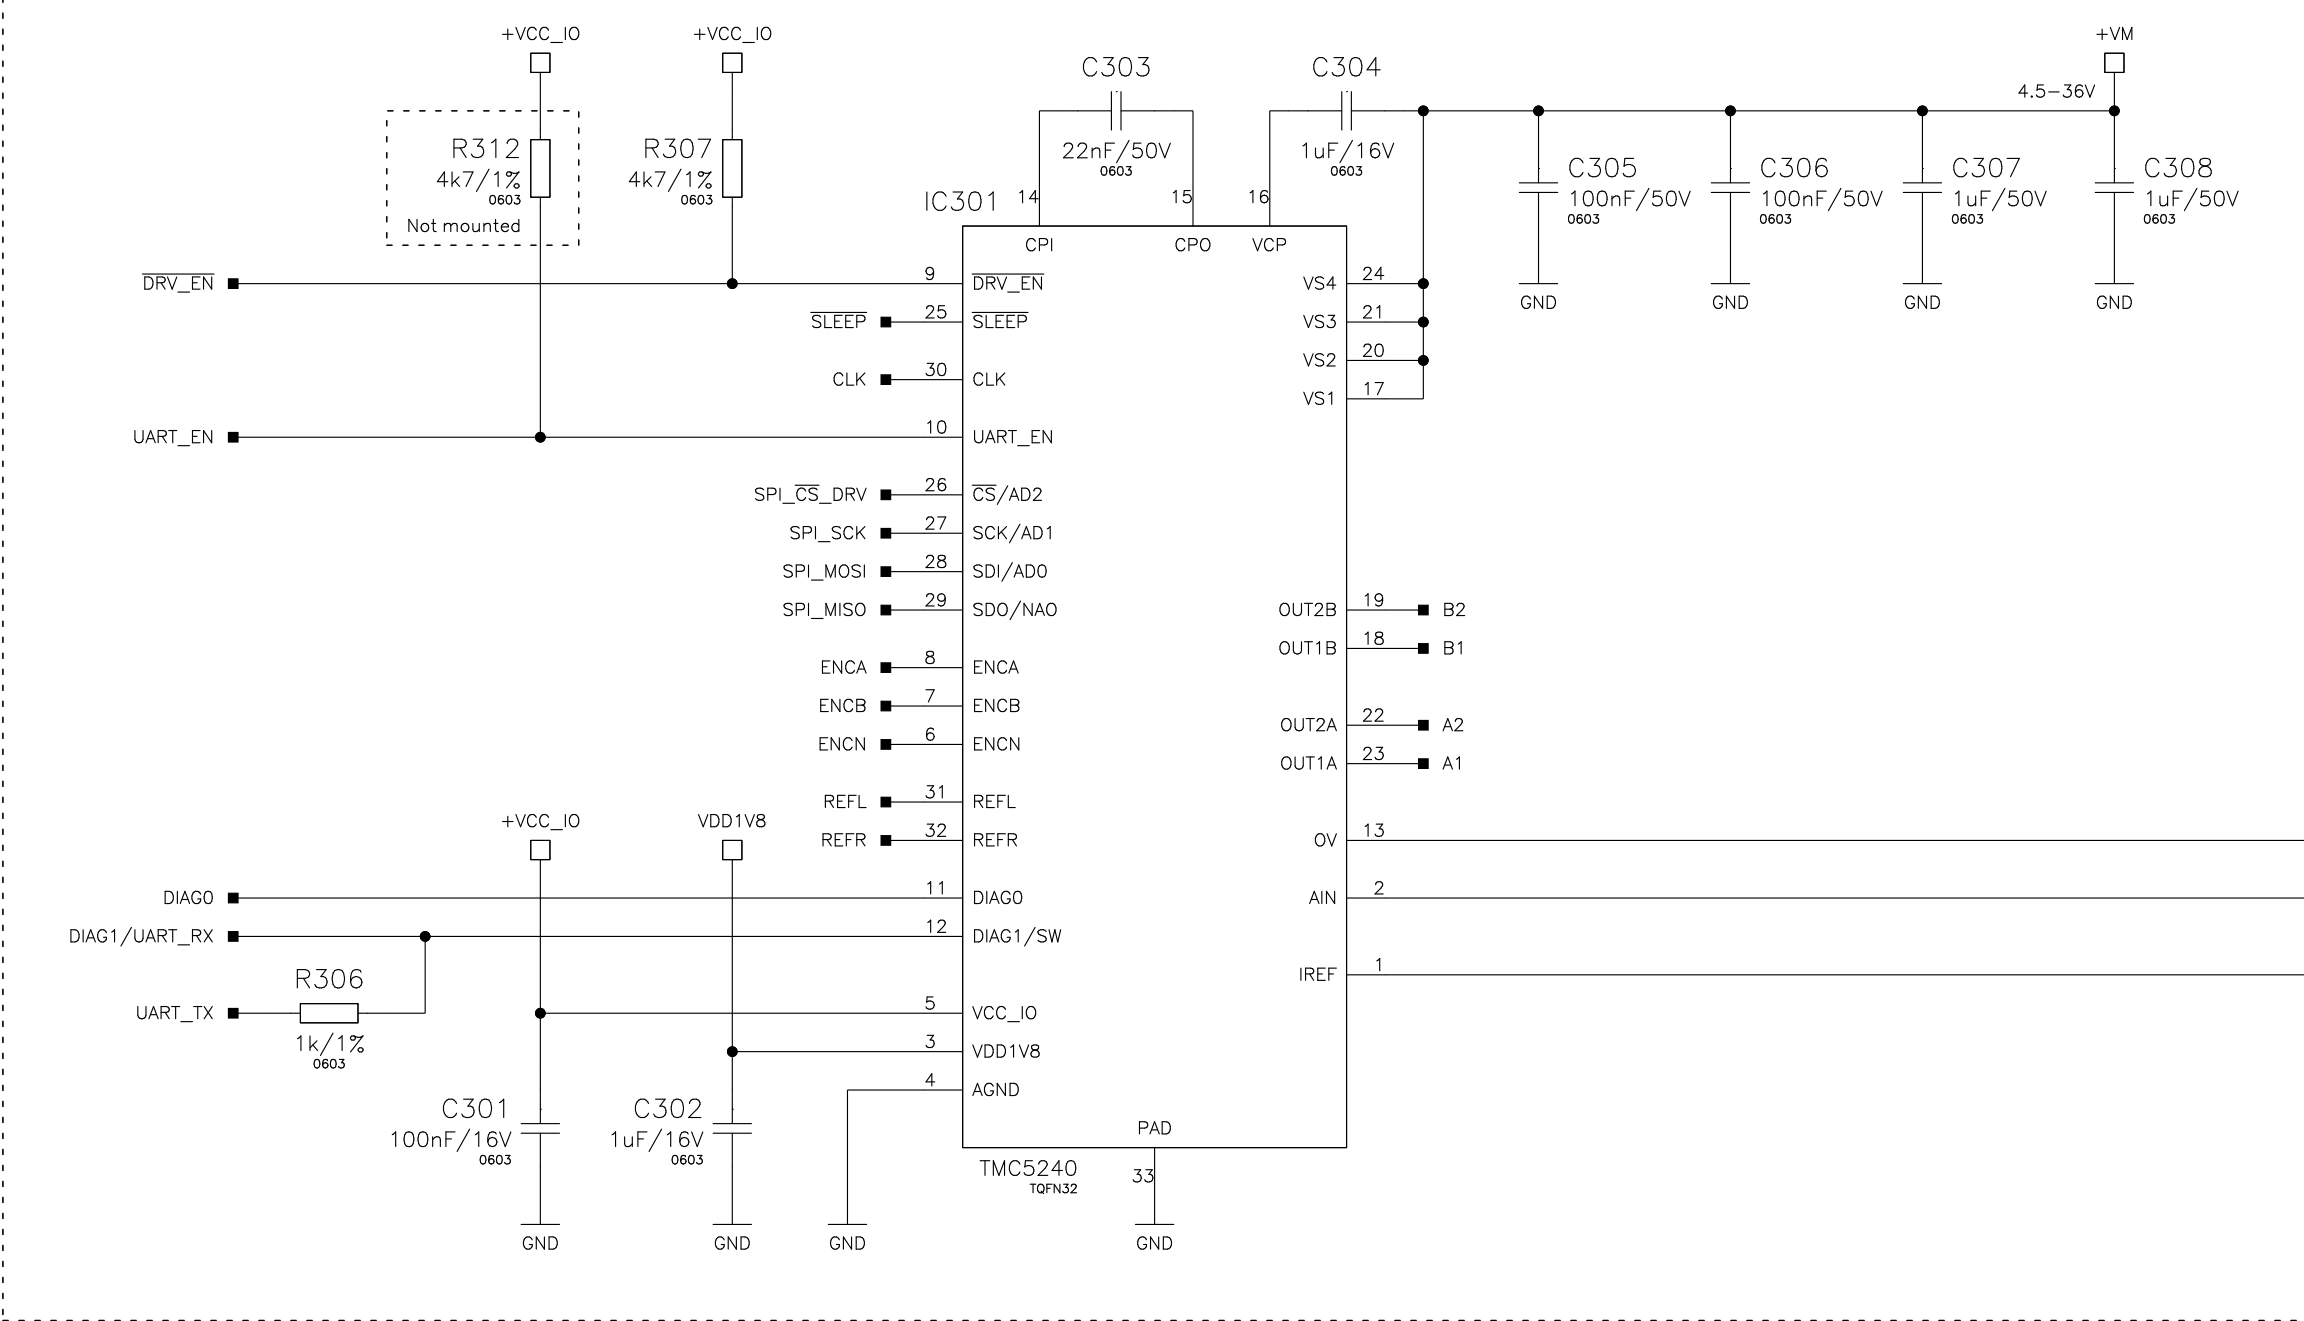 +VCC_IO
+VCC_IO
+VM
C303
C304
4.5-36V
R312
4k7/1%
0603
Not mounted
R307
4k7/1%
0603
22nF/50V
0603
1uF/16V
0603
C305
100nF/50V
0603
C306
100nF/50V
0603
C307
1uF/50V
0603
C308
1uF/50V
0603
IC301
14
15
16
CPI
CPO
VCP
DRV_EN
9
DRV_EN
VS4
24
GND
GND
GND
GND
SLEEP
25
SLEEP
VS3
21
VS2
20
CLK
30
CLK
VS1
17
UART_EN
10
UART_EN
SPI_CS_DRV
26
CS/AD2
SPI_SCK
27
SCK/AD1
SPI_MOSI
28
SDI/AD0
SPI_MISO
29
SDO/NAO
OUT2B
19
B2
OUT1B
18
B1
ENCA
8
ENCA
ENCB
7
ENCB
OUT2A
22
A2
ENCN
6
ENCN
OUT1A
23
A1
REFL
31
REFL
+VCC_IO
VDD1V8
REFR
32
REFR
OV
13
DIAG0
11
DIAG0
AIN
2
DIAG1/UART_RX
12
DIAG1/SW
IREF
1
R306
UART_TX
1k/1%
0603
5
VCC_IO
3
VDD1V8
4
AGND
C301
100nF/16V
0603
C302
1uF/16V
0603
PAD
TMC5240
TQFN32
33
GND
GND
GND
GND